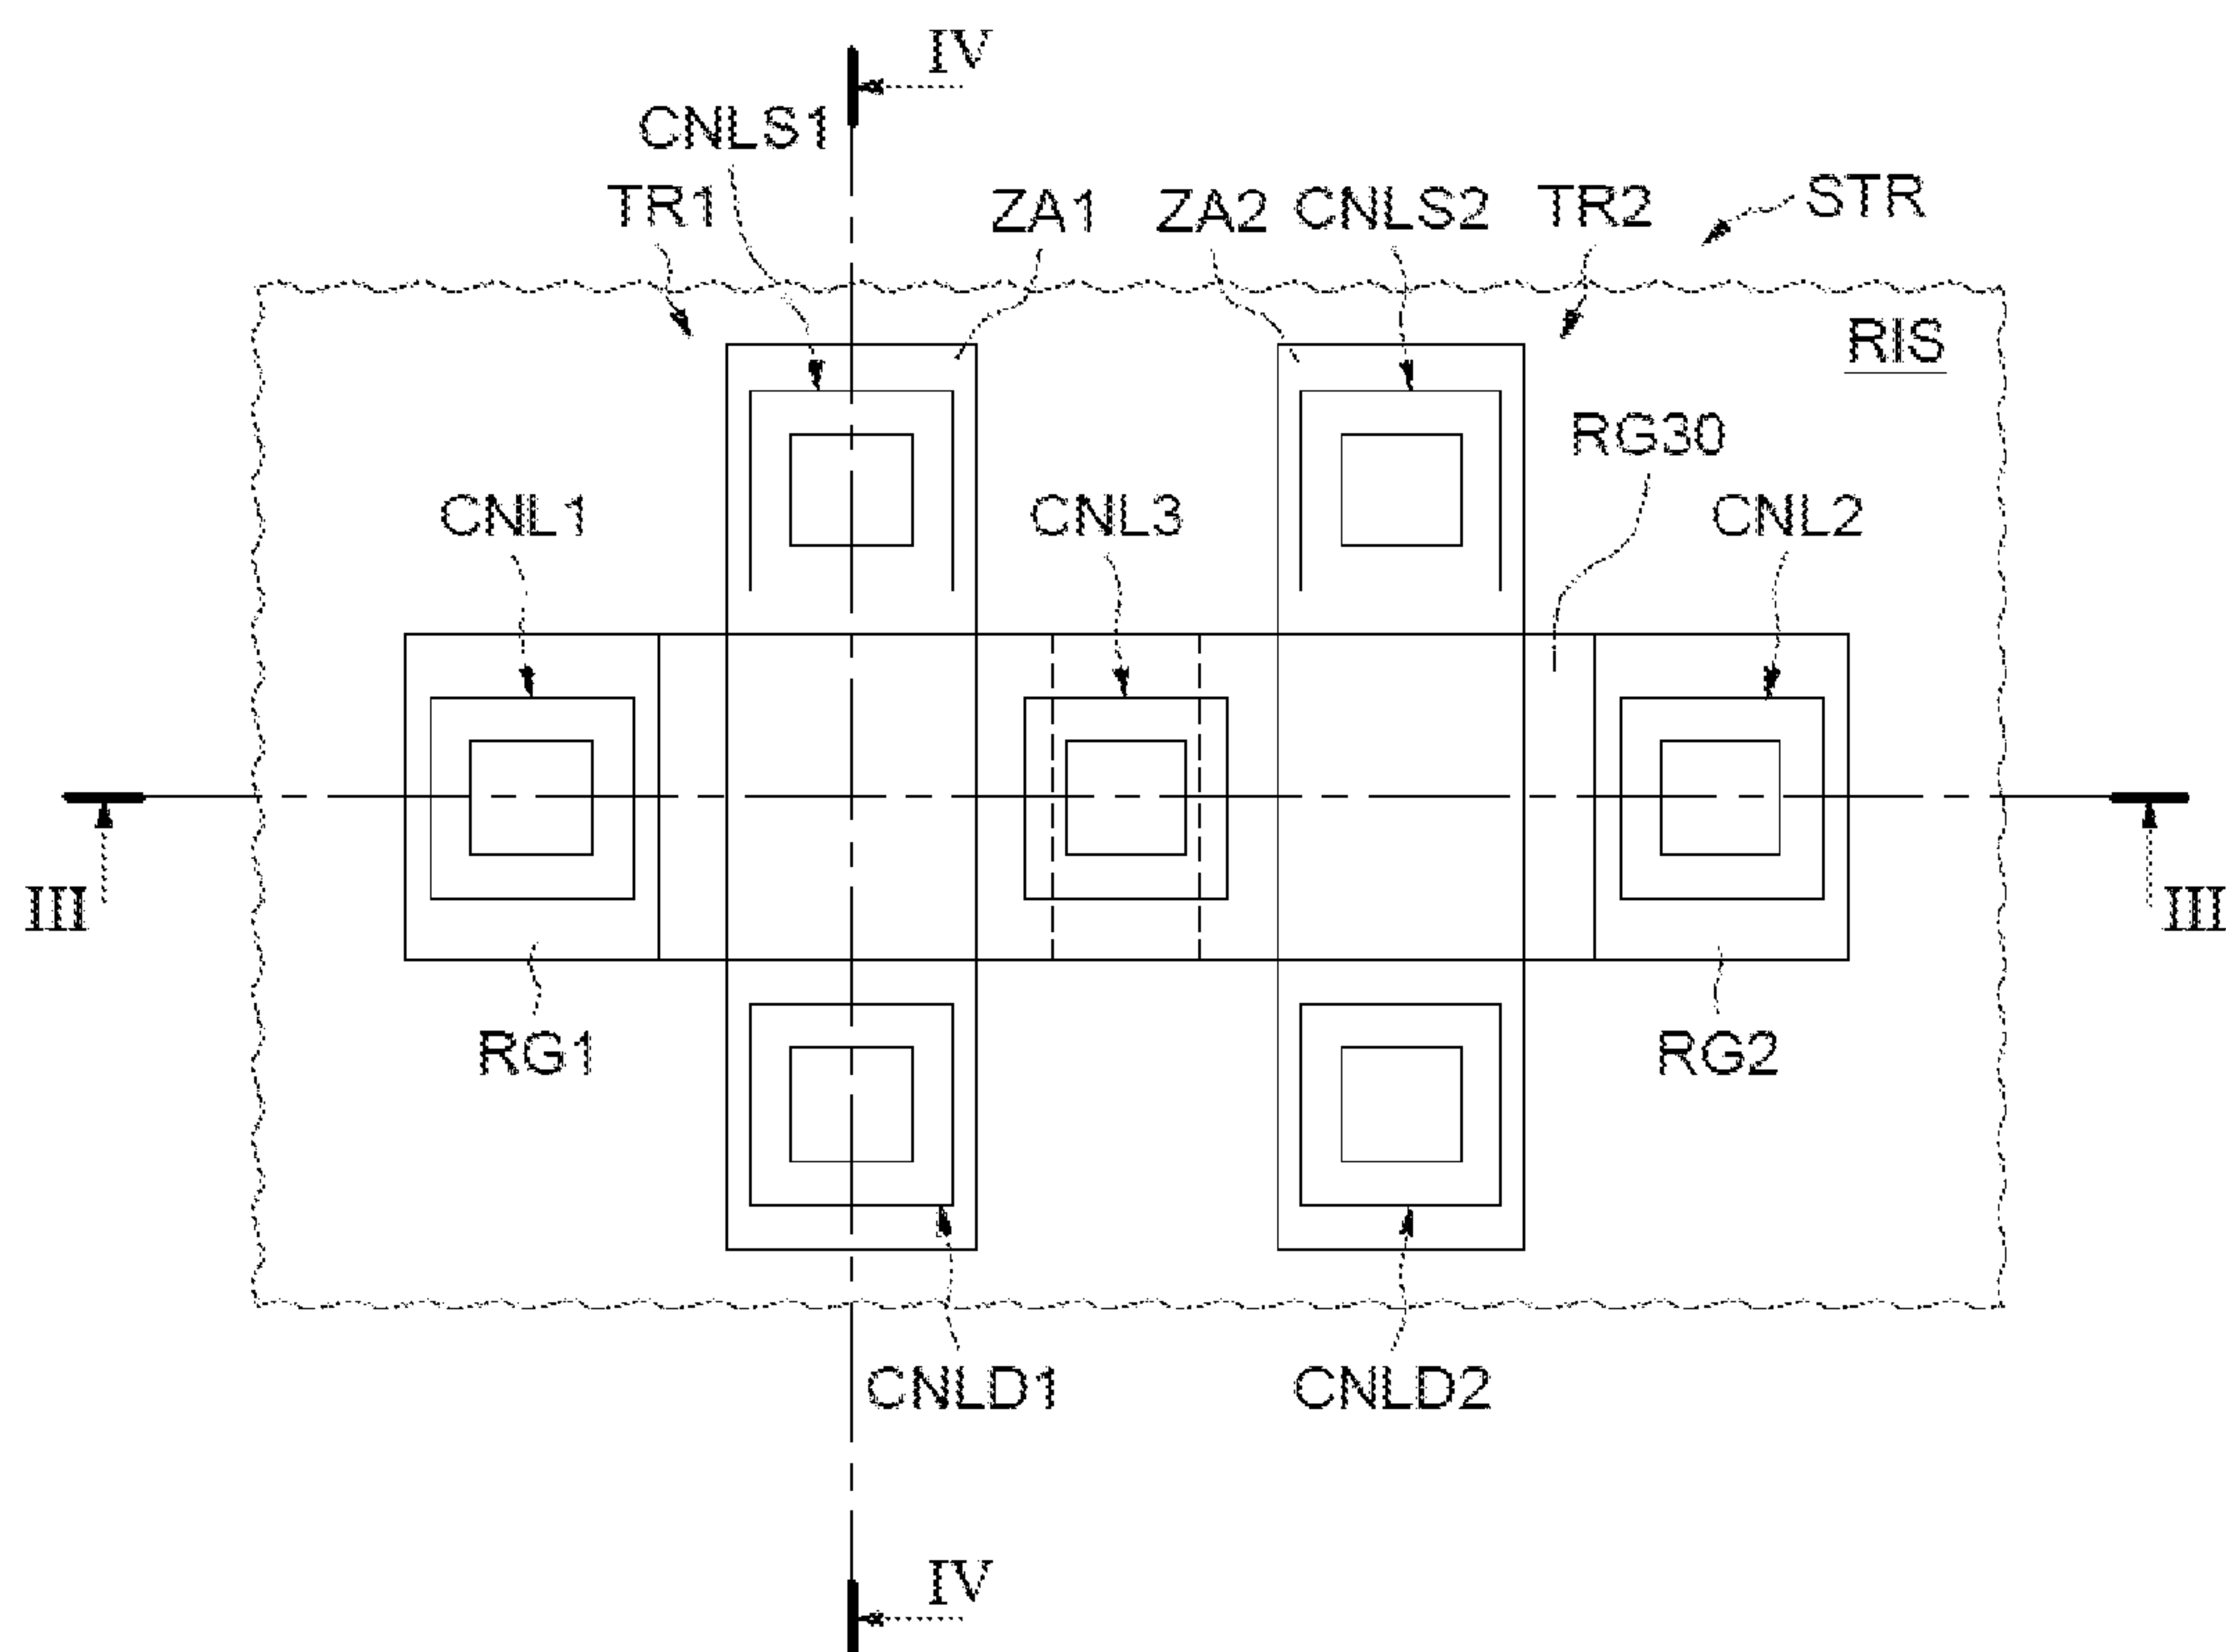 IV
CNLS1
TR1
ZA1
ZA2
CNLS2
TR2
STR
RIS
RG30
CNL1
CNL3
CNL2
III
III
RG1
RG2
CNLD1
CNLD2
IV